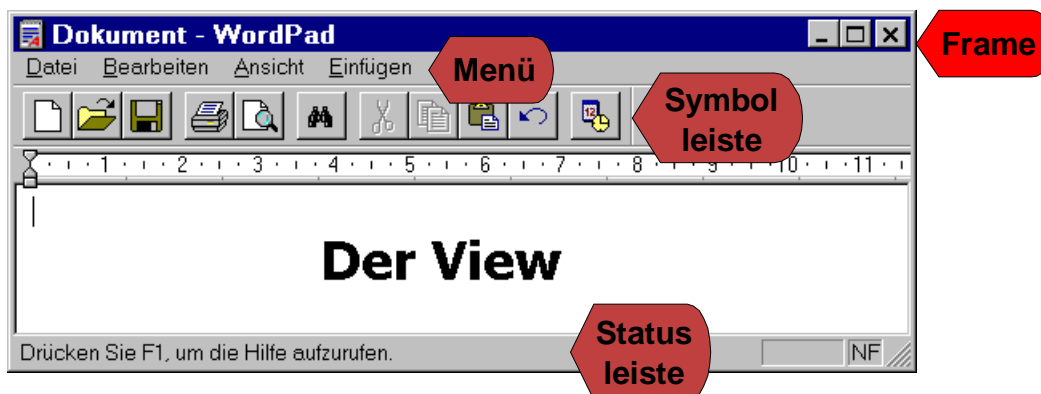 Dokument - WordPad
Frame
Datei Bearbeiten Ansicht Einfügen
Menü
Symbol
leiste
12
1 2 3 4 5 6 7 8 9 10 11
Der View
Status
leiste
Drücken Sie F1, um die Hilfe aufzurufen.
NF